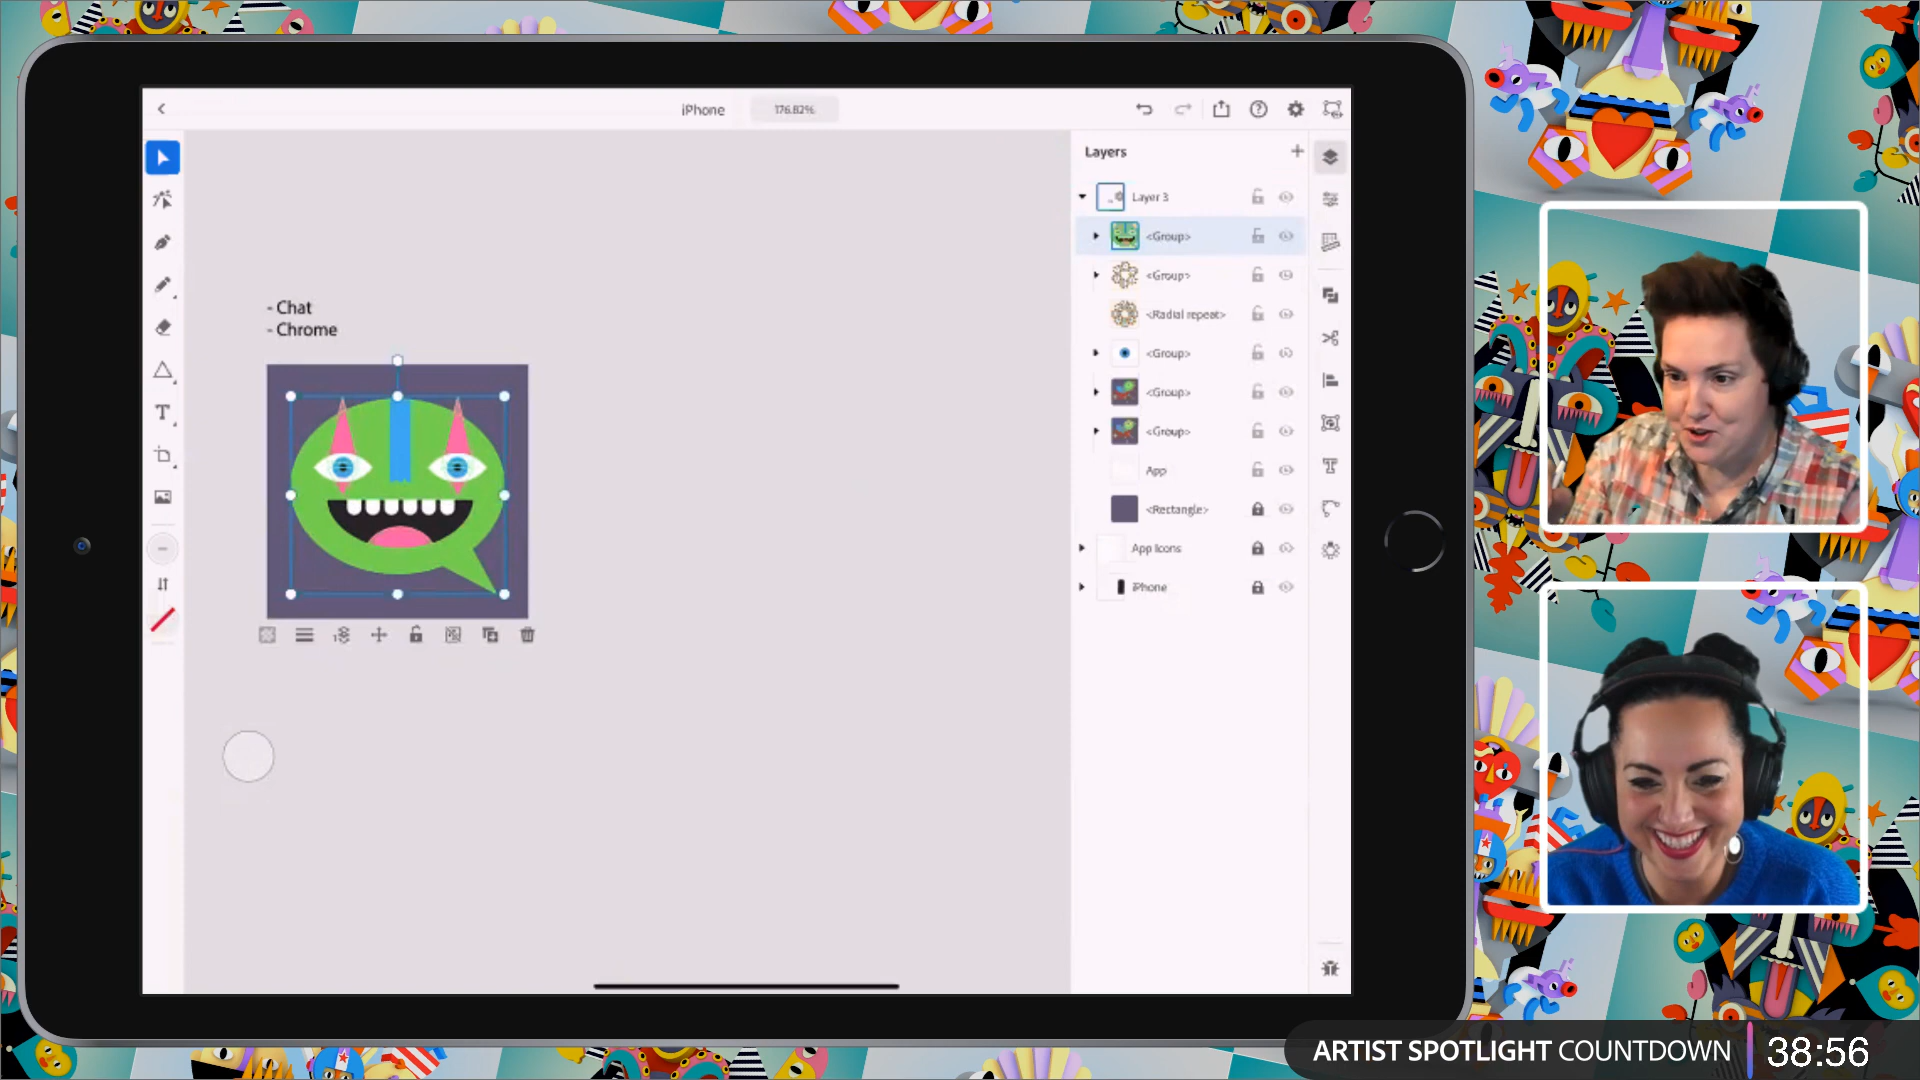 iPhone
176.82%
Layers
Layer 3
<Group>
<Group>
<Radial repeat>
<Group>
<Group>
<Group>
App
<Rectangle>
App Icons
iPhone
- Chat
- Chrome
ARTIST SPOTLIGHT COUNTDOWN
38:56